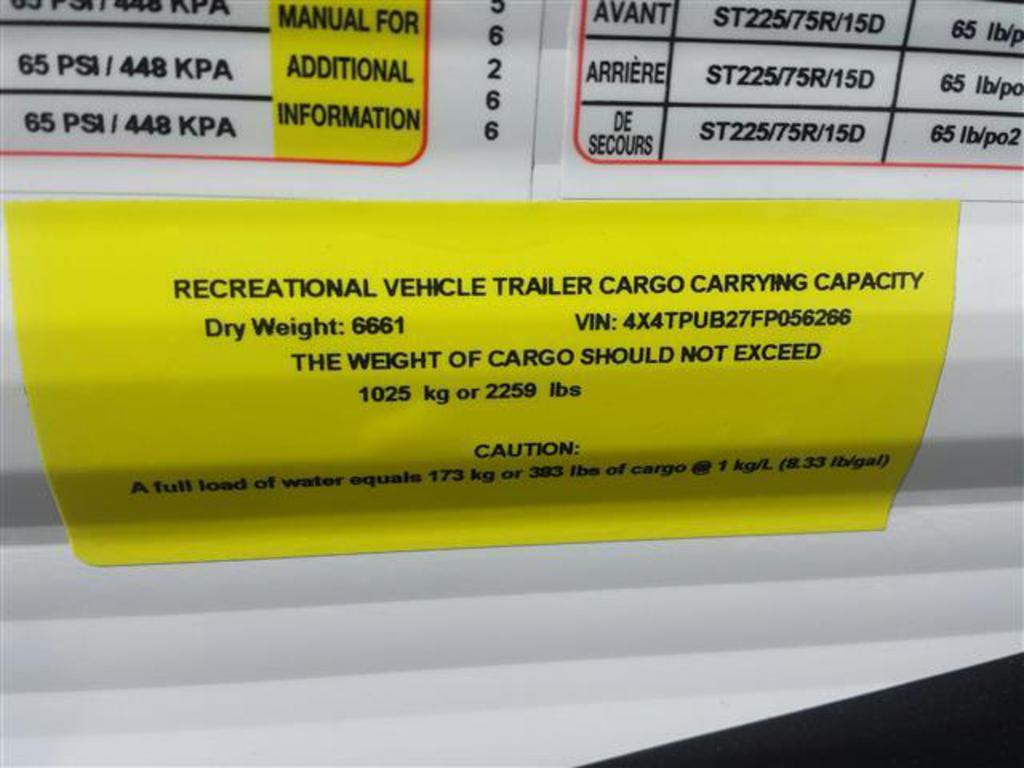 65 PSI / 448 KPA
65 PSI / 448 KPA
65 PSI / 448 KPA
MANUAL FOR
ADDITIONAL
INFORMATION
5
6
2
6
6
AVANT ST225/75R/15D 65 lb/p
ARRIÈRE ST225/75R/15D 65 lb/po
DE
SECOURS ST225/75R/15D 65 lb/po2
RECREATIONAL VEHICLE TRAILER CARGO CARRYING CAPACITY
Dry Weight: 6661 VIN: 4X4TPUB27FP056266
THE WEIGHT OF CARGO SHOULD NOT EXCEED
1025 kg or 2259 lbs
CAUTION:
A full load of water equals 173 kg or 383 lbs of cargo @ 1 kg/L (8.33 lb/gal)